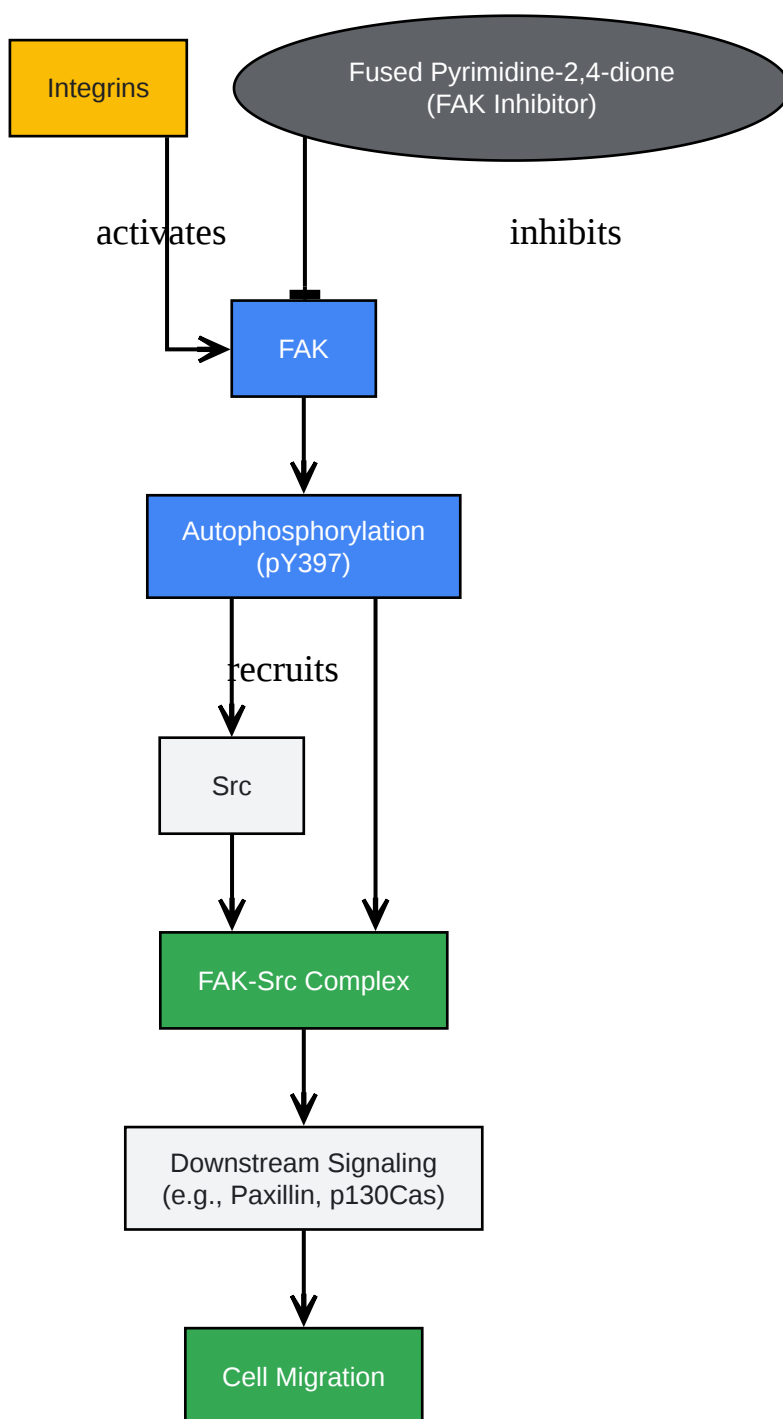 Integrins
Fused Pyrimidine-2,4-dione
(FAK Inhibitor)
activates
inhibits
FAK
Autophosphorylation
(pY397)
recruits
Src
FAK-Src Complex
Downstream Signaling
(e.g., Paxillin, p130Cas)
Cell Migration